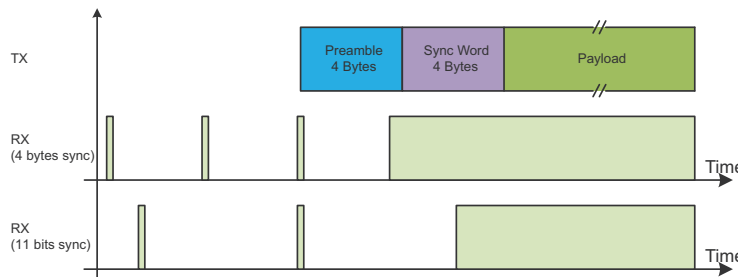 TX
Preamble
4 Bytes
Sync Word
4 Bytes
Payload
RX
(4 bytes sync)
Time
RX
(11 bits sync)
Time